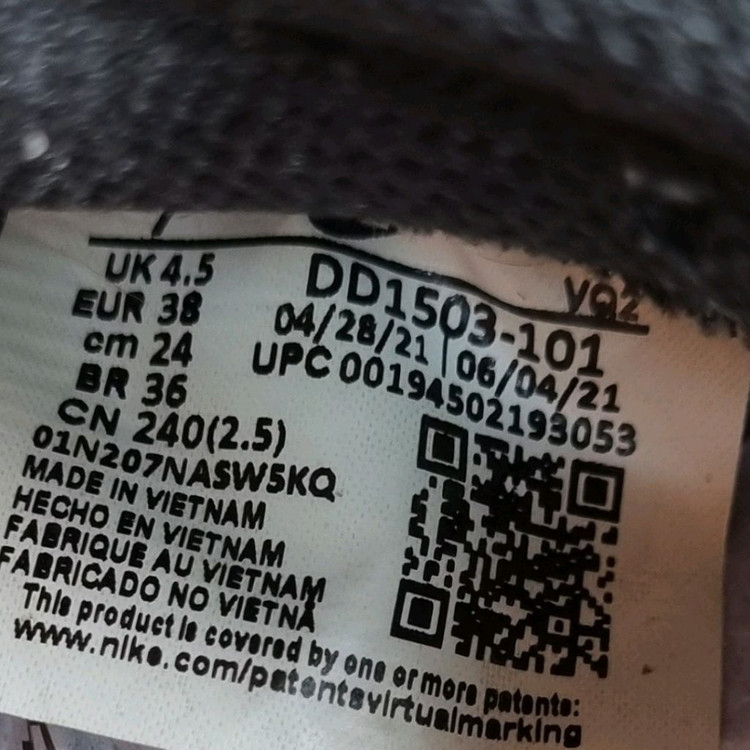 UK 4.5
EUR 38
cm 24
BR 36
CN 240(2.5)
01N207NASW5KQ
MADE IN VIETNAM
HECHO EN VIETNAM
FABRIQUE AU VIETNAM
FABRICADO NO VIETNÃ
VQ2
DD1503-101
04/28/21 | 06/04/21
UPC 00194502193053
This product is covered by one or more patents:
www.nike.com/patentsvirtualmarking